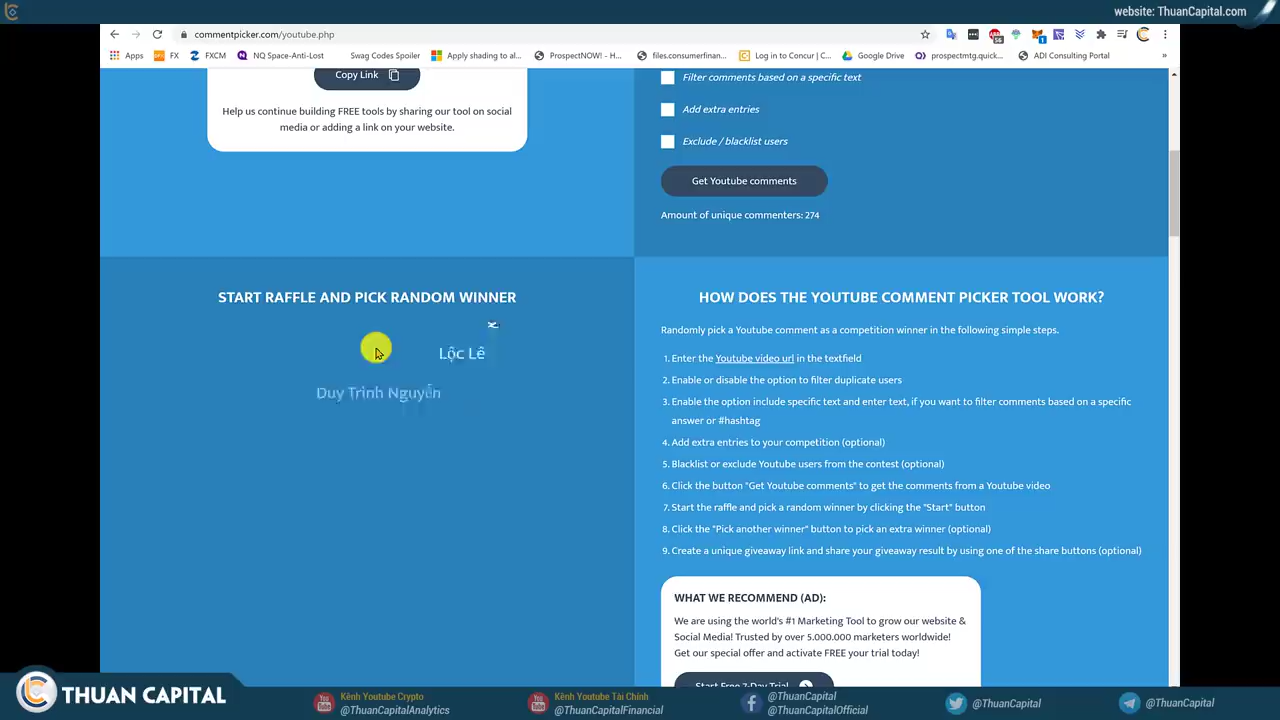 website: ThuanCapital.com
commentpicker.com/youtube.php
Apps
FX
FXCM
NQ Space-Anti-Lost
Swag Codes Spoiler
Apply shading to al...
ProspectNOW! - H...
files.consumerfinan...
Log in to Concur | C...
Google Drive
prospectmtg.quick...
ADI Consulting Portal
»
Copy Link
Help us continue building FREE tools by sharing our tool on social
media or adding a link on your website.
Filter comments based on a specific text
Add extra entries
Exclude / blacklist users
Get Youtube comments
Amount of unique commenters: 274
START RAFFLE AND PICK RANDOM WINNER
Lộc Lê
Duy Trinh Nguyễn
HOW DOES THE YOUTUBE COMMENT PICKER TOOL WORK?
Randomly pick a Youtube comment as a competition winner in the following simple steps.
1. Enter the Youtube video url in the textfield
2. Enable or disable the option to filter duplicate users
3. Enable the option include specific text and enter text, if you want to filter comments based on a specific
answer or #hashtag
4. Add extra entries to your competition (optional)
5. Blacklist or exclude Youtube users from the contest (optional)
6. Click the button "Get Youtube comments" to get the comments from a Youtube video
7. Start the raffle and pick a random winner by clicking the "Start" button
8. Click the "Pick another winner" button to pick an extra winner (optional)
9. Create a unique giveaway link and share your giveaway result by using one of the share buttons (optional)
WHAT WE RECOMMEND (AD):
We are using the world's #1 Marketing Tool to grow our website &
Social Media! Trusted by over 5.000.000 marketers worldwide!
Get our special offer and activate FREE your trial today!
Start Free 7-Day Trial
THUAN CAPITAL
Kênh Youtube Crypto
@ThuanCapitalAnalytics
Kênh Youtube Tài Chính
@ThuanCapitalFinancial
@ThuanCapital
@ThuanCapitalOfficial
@ThuanCapital
@ThuanCapital